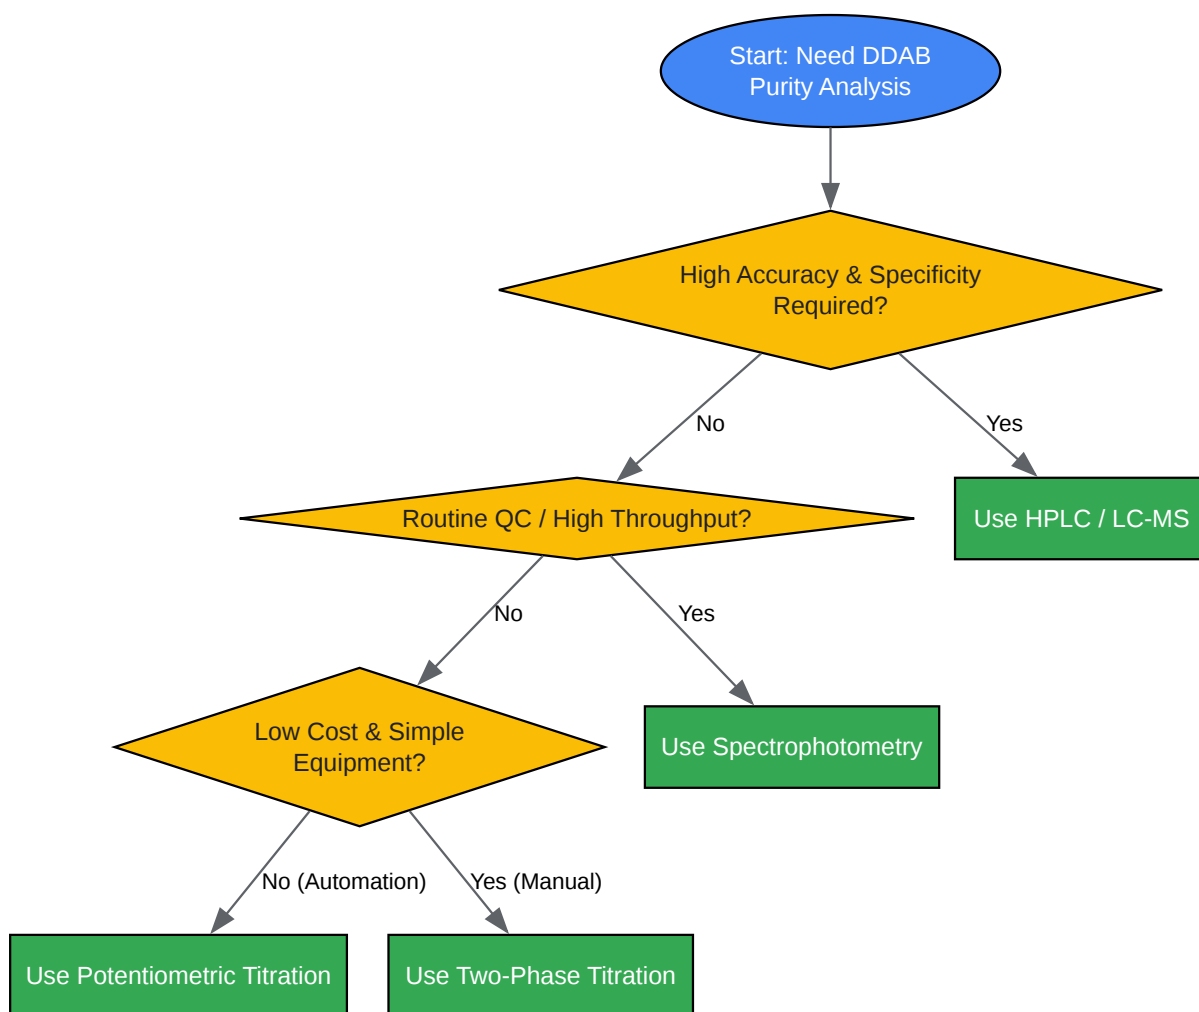 Start: Need DDAB
Purity Analysis
High Accuracy & Specificity
Required?
No
Yes
Routine QC / High Throughput?
Use HPLC / LC-MS
No
Yes
Low Cost & Simple
Equipment?
Use Spectrophotometry
No (Automation)
Yes (Manual)
Use Potentiometric Titration
Use Two-Phase Titration